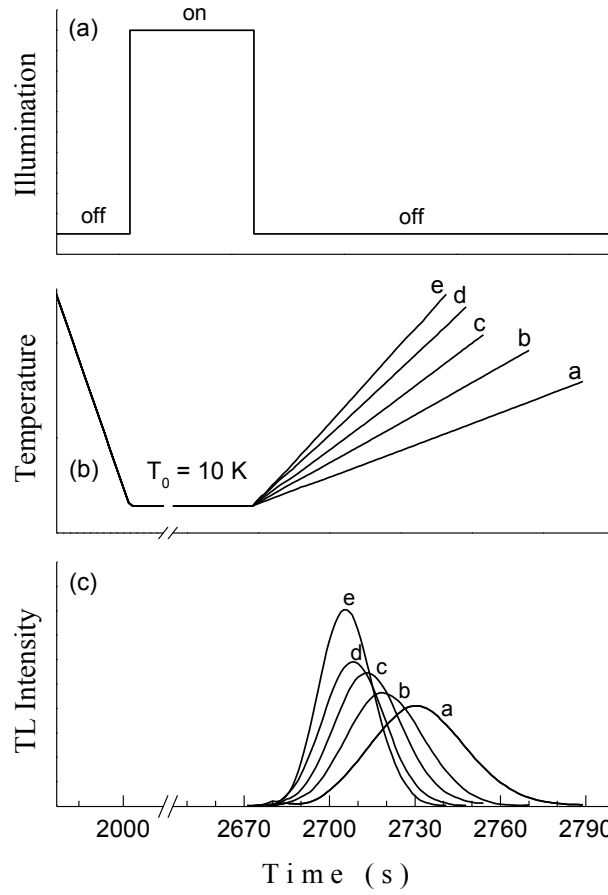 (a)
on
off
off
Illumination
e
d
c
b
a
Temperature
(b)
T0 = 10 K
(c)
e
d
c
b
a
TL Intensity
2000 2670 2700 2730 2760 2790
Time (s)